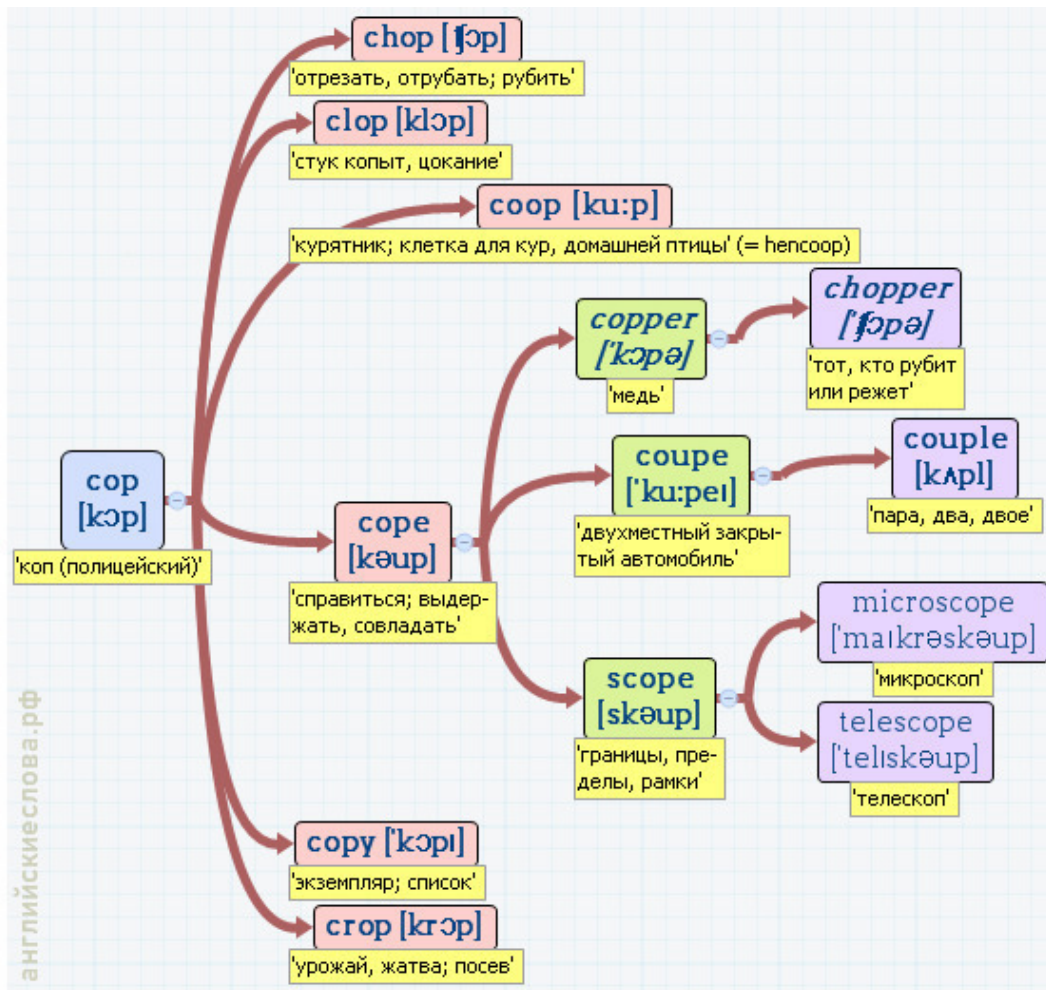 chop [ʧɔp]
'отрезать, отрубать; рубить'
clop [klɔp]
'стук копыт, цокание'
coop [ku:p]
'курятник; клетка для кур, домашней птицы' (= hencoop)
copper
['kɔpə]
'медь'
chopper
['ʧɔpə]
'тот, кто рубит
или режет'
coupe
['ku:peɪ]
'двухместный закры-
тый автомобиль'
couple
[kʌpl]
'пара, два, двое'
cop
[kɔp]
'коп (полицейский)'
cope
[kəup]
'справиться; выдер-
жать, совладать'
scope
[skəup]
'границы, пре-
делы, рамки'
microscope
['maɪkrəskəup]
'микроскоп'
telescope
['telɪskəup]
'телескоп'
copy ['kɔpɪ]
'экземпляр; список'
crop [krɔp]
'урожай, жатва; посев'
английскиеслова.рф